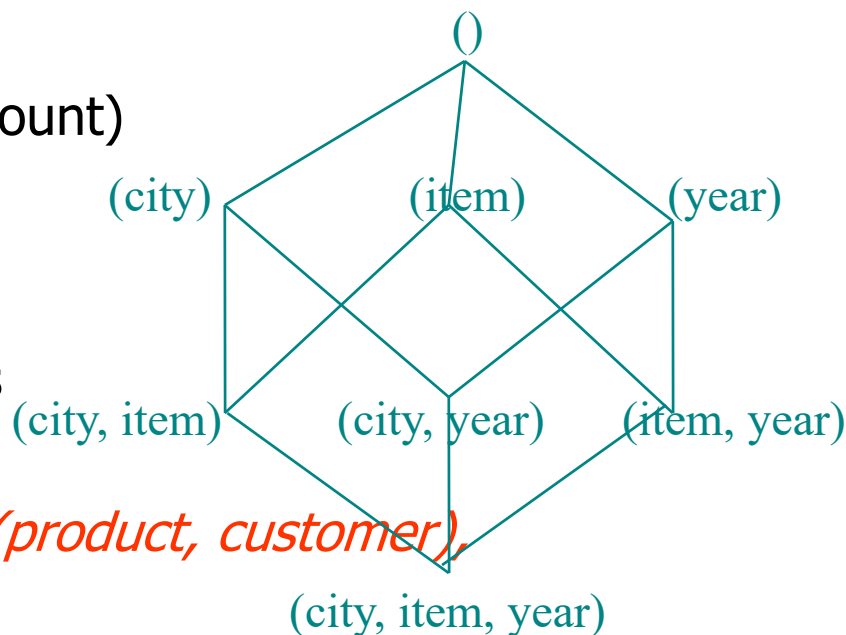 ()
ount)
(city) (item) (year)
s
(city, item) (city, year) (item, year)
(product, customer),
(city, item, year)